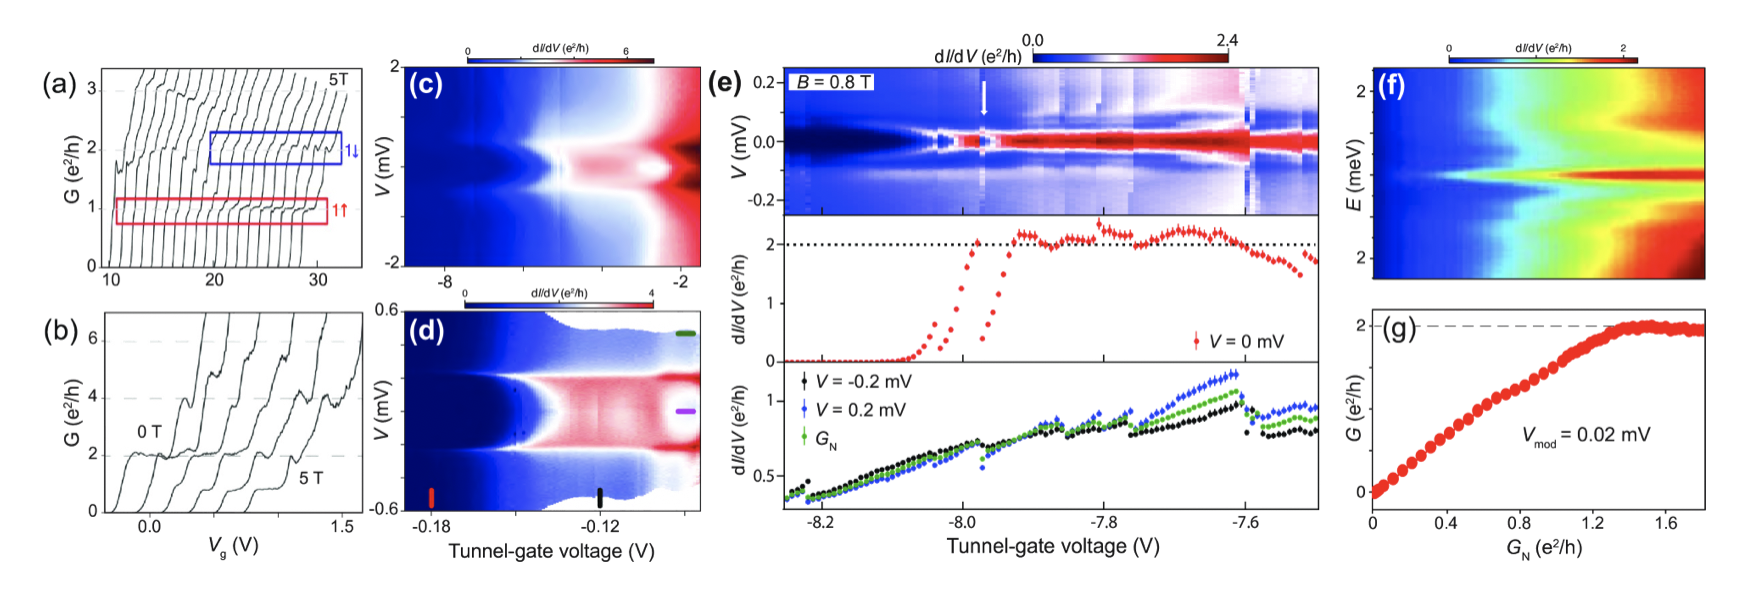 (a)
G (e²/h)
3
2
1
0
5T
1↓
1↑
10
20
30
(b)
G (e²/h)
6
4
2
0
0 T
5 T
0.0
1.5
Vg (V)
0
dI/dV (e²/h)
6
(c)
V (mV)
2
-2
-8
-2
0
dI/dV (e²/h)
4
(d)
V (mV)
0.6
-0.6
-0.18
-0.12
Tunnel-gate voltage (V)
dI/dV (e²/h)
0.0
2.4
(e)
B = 0.8 T
V (mV)
0.2
0.0
-0.2
dI/dV (e²/h)
2
1
0
V = 0 mV
dI/dV (e²/h)
1
0.5
V = -0.2 mV
V = 0.2 mV
GN
-8.2
-8.0
-7.8
-7.6
Tunnel-gate voltage (V)
0
dI/dV (e²/h)
2
(f)
E (meV)
2
2
(g)
G (e²/h)
2
0
Vmod = 0.02 mV
0
0.4
0.8
1.2
1.6
GN (e²/h)